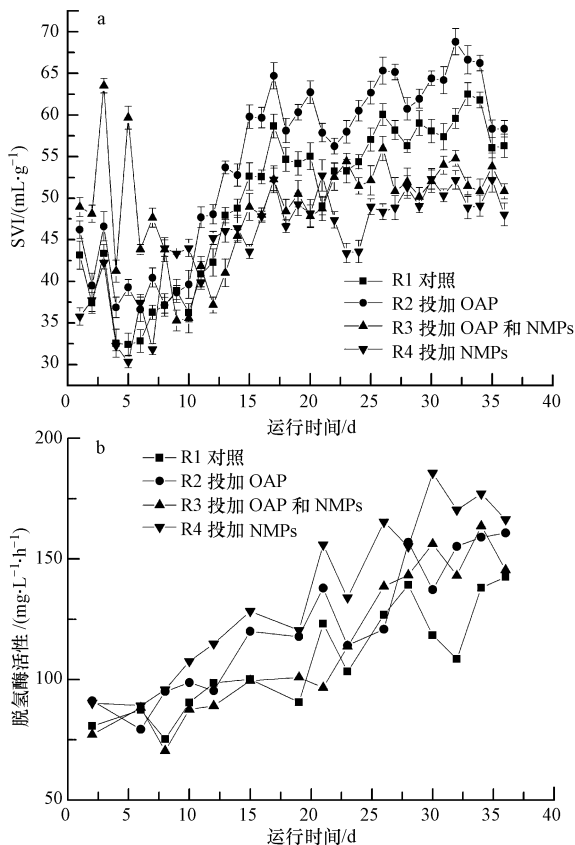 a
70
65
60
55
50
45
40
35
30
SVI/(mL·g⁻¹)
R1 对照
R2 投加 OAP
R3 投加 OAP 和 NMPs
R4 投加 NMPs
0 5 10 15 20 25 30 35 40
运行时间/d
b
200
150
100
50
脱氢酶活性/(mg·L⁻¹·h⁻¹)
R1 对照
R2 投加 OAP
R3 投加 OAP 和 NMPs
R4 投加 NMPs
0 5 10 15 20 25 30 35 40
运行时间/d